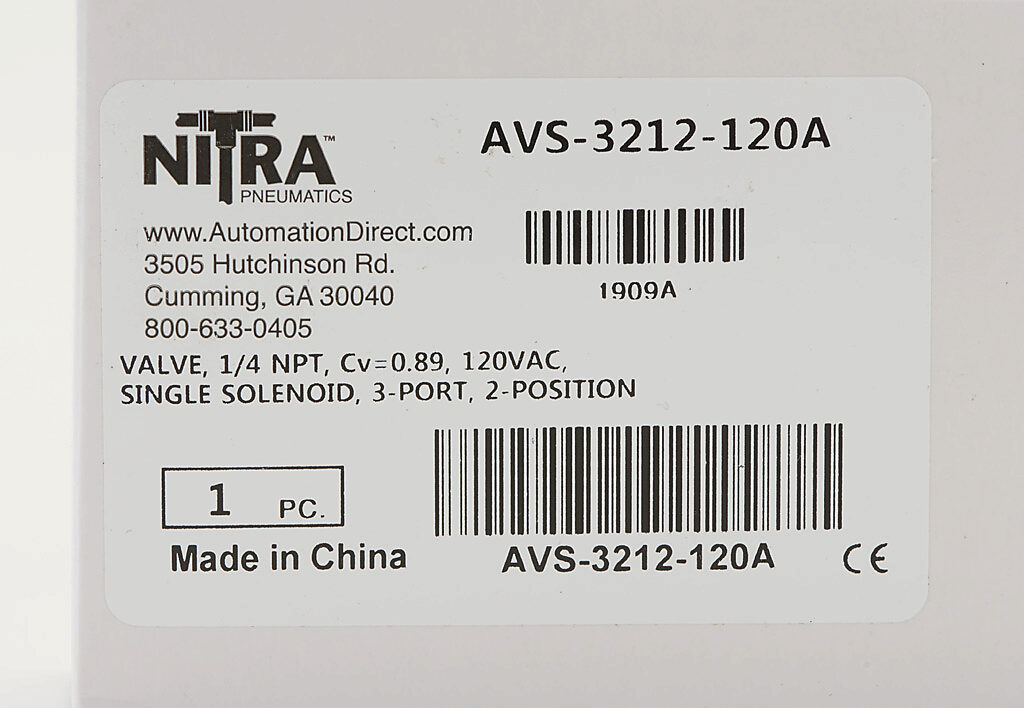 NITRA™
PNEUMATICS
www.AutomationDirect.com
3505 Hutchinson Rd.
Cumming, GA 30040
800-633-0405
AVS-3212-120A
1909A
VALVE, 1/4 NPT, Cv=0.89, 120VAC,
SINGLE SOLENOID, 3-PORT, 2-POSITION
1 PC.
Made in China
AVS-3212-120A
CE